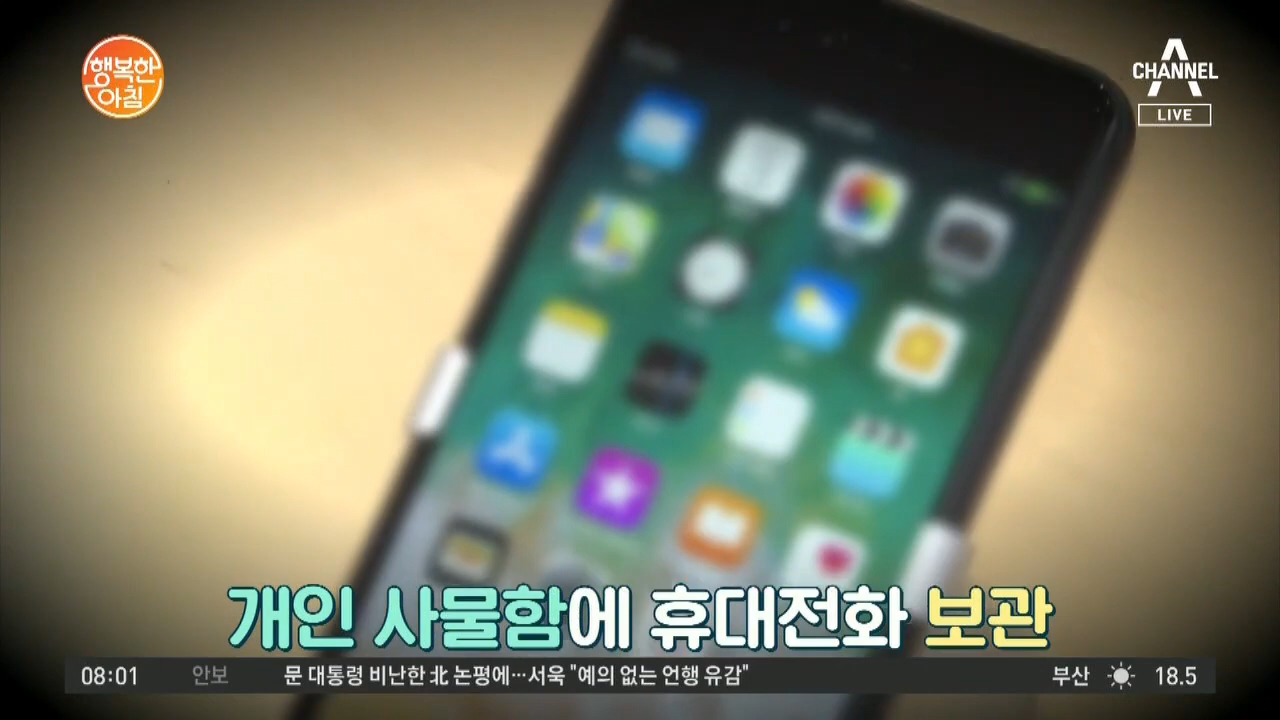 행복한
아침
CHANNEL
LIVE
개인 사물함에 휴대전화 보관
08:01 안보 문 대통령 비난한 北 논평에…서욱 "예의 없는 언행 유감" 부산 18.5